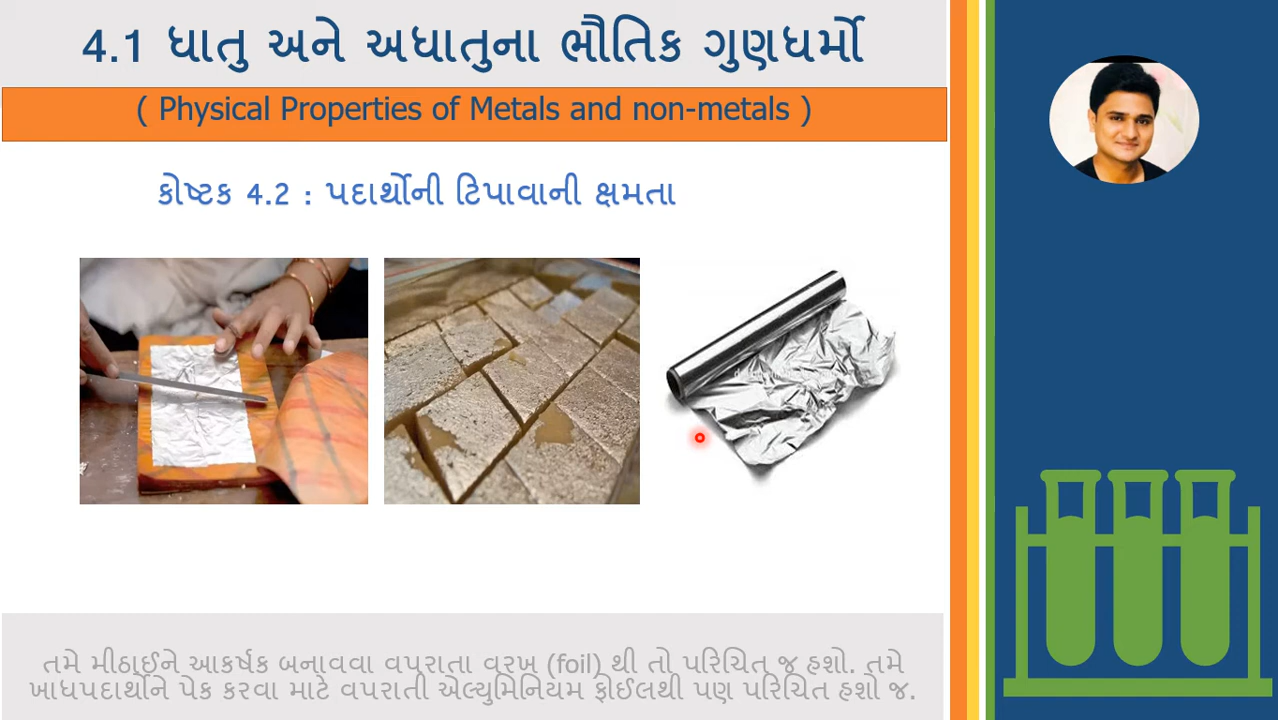 4.1 ધાતુ અને અધાતુના ભૌતિક ગુણધર્મો
( Physical Properties of Metals and non-metals )
કોષ્ટક 4.2 : પદાર્થોની ટિપાવાની ક્ષમતા
તમે મીઠાઈને આકર્ષક બનાવવા વપરાતા વરખ (foil) થી તો પરિચિત જ હશો. તમે
ખાદ્યપદાર્થોને પેક કરવા માટે વપરાતી એલ્યુમિનિયમ ફોઈલથી પણ પરિચિત હશો જ.